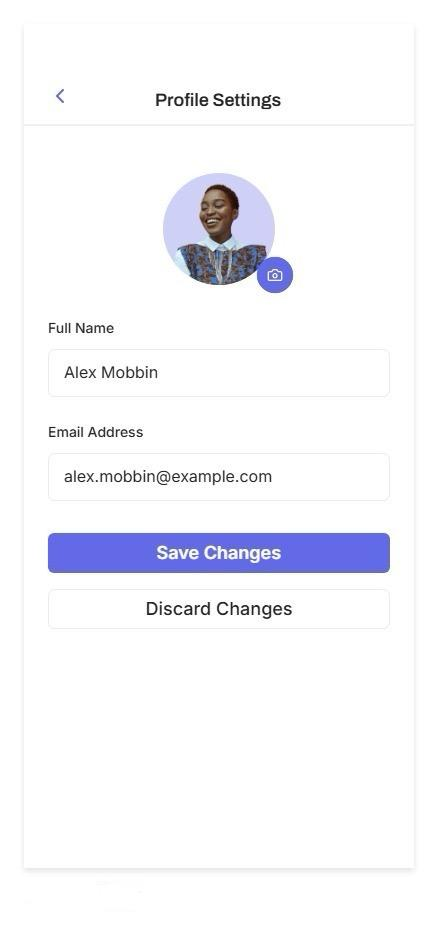 Profile Settings
Full Name
Alex Mobbin
Email Address
alex.mobbin@example.com
Save Changes
Discard Changes